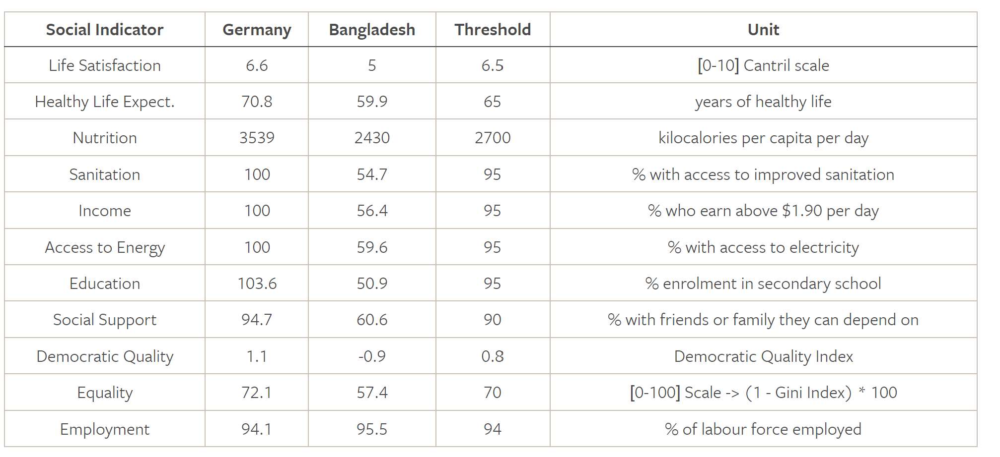 Social Indicator Germany Bangladesh Threshold Unit
Life Satisfaction 6.6 5 6.5 [0-10] Cantril scale
Healthy Life Expect. 70.8 59.9 65 years of healthy life
Nutrition 3539 2430 2700 kilocalories per capita per day
Sanitation 100 54.7 95 % with access to improved sanitation
Income 100 56.4 95 % who earn above $1.90 per day
Access to Energy 100 59.6 95 % with access to electricity
Education 103.6 50.9 95 % enrolment in secondary school
Social Support 94.7 60.6 90 % with friends or family they can depend on
Democratic Quality 1.1 -0.9 0.8 Democratic Quality Index
Equality 72.1 57.4 70 [0-100] Scale -> (1 - Gini Index) * 100
Employment 94.1 95.5 94 % of labour force employed